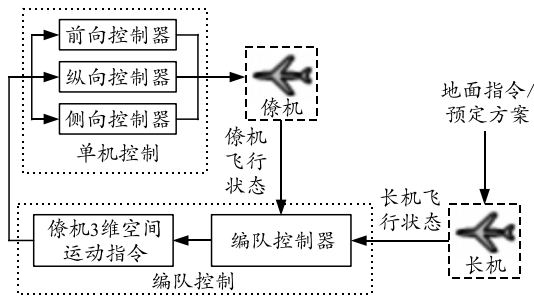 前向控制器
纵向控制器
侧向控制器
单机控制
僚机
僚机
飞行
状态
地面指令/
预定方案
长机飞
行状态
长机
僚机3维空间
运动指令
编队控制器
编队控制